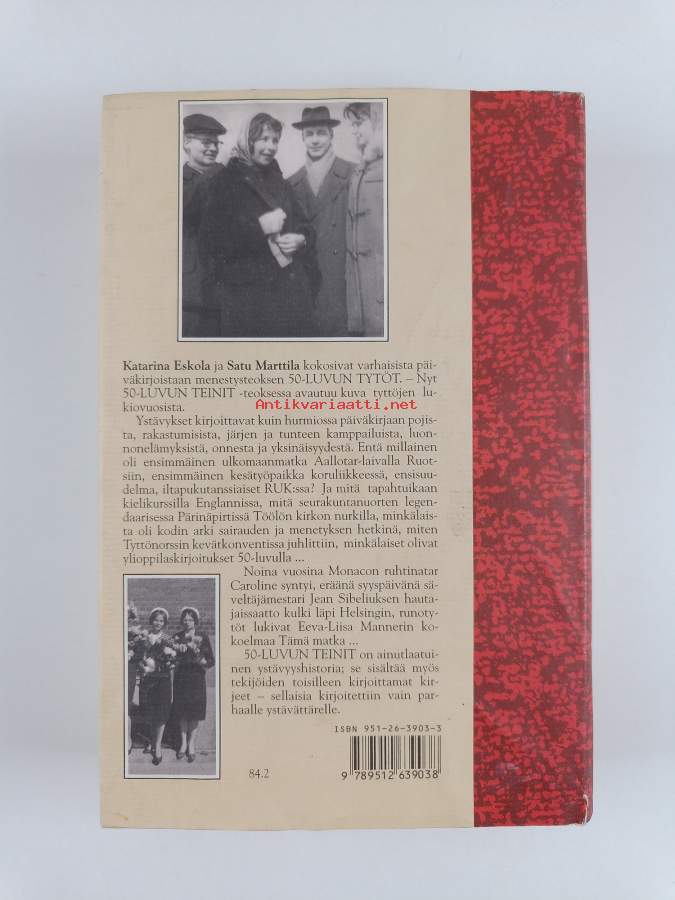 Katarina Eskola ja Satu Marttila kokosivat varhaisista päi-
väkirjoistaan menestysteoksen 50-LUVUN TYTÖT. – Nyt
50-LUVUN TEINIT -teoksessa avautuu kuva tyttöjen lu-
kiovuosista.
Antikvariaatti.net
Ystävykset kirjoittavat kuin hurmiossa päiväkirjaan pojis-
ta, rakastumisista, järjen ja tunteen kamppailuista, luon-
nonelämyksistä, onnesta ja yksinäisyydestä. Entä millainen
oli ensimmäinen ulkomaanmatka Aallotar-laivalla Ruot-
siin, ensimmäinen kesätyöpaikka koruliikkeessä, ensisuu-
delma, iltapukutanssiaiset RUK:ssa? Ja mitä tapahtuikaan
kielikurssilla Englannissa, mitä seurakuntanuorten legen-
daarisessa Pärinäpirtissä Töölön kirkon nurkilla, minkälais-
ta oli kodin arki sairauden ja menetyksen hetkinä, miten
Tyttönorssin kevätkonventissa juhlittiin, minkälaiset olivat
ylioppilaskirjoitukset 50-luvulla ...
Noina vuosina Monacon ruhtinatar
Caroline syntyi, eräänä syyspäivänä sä-
veltäjämestari Jean Sibeliuksen hauta-
jaissaatto kulki läpi Helsingin, runoty-
töt lukivat Eeva-Liisa Mannerin ko-
koelmaa Tämä matka ...
50-LUVUN TEINIT on ainutlaatui-
nen ystävyyshistoria; se sisältää myös
tekijöiden toisilleen kirjoittamat kir-
jeet – sellaisia kirjoitettiin vain par-
haalle ystävättärelle.
ISBN 951-26-3903-3
9 789512 639038
84.2